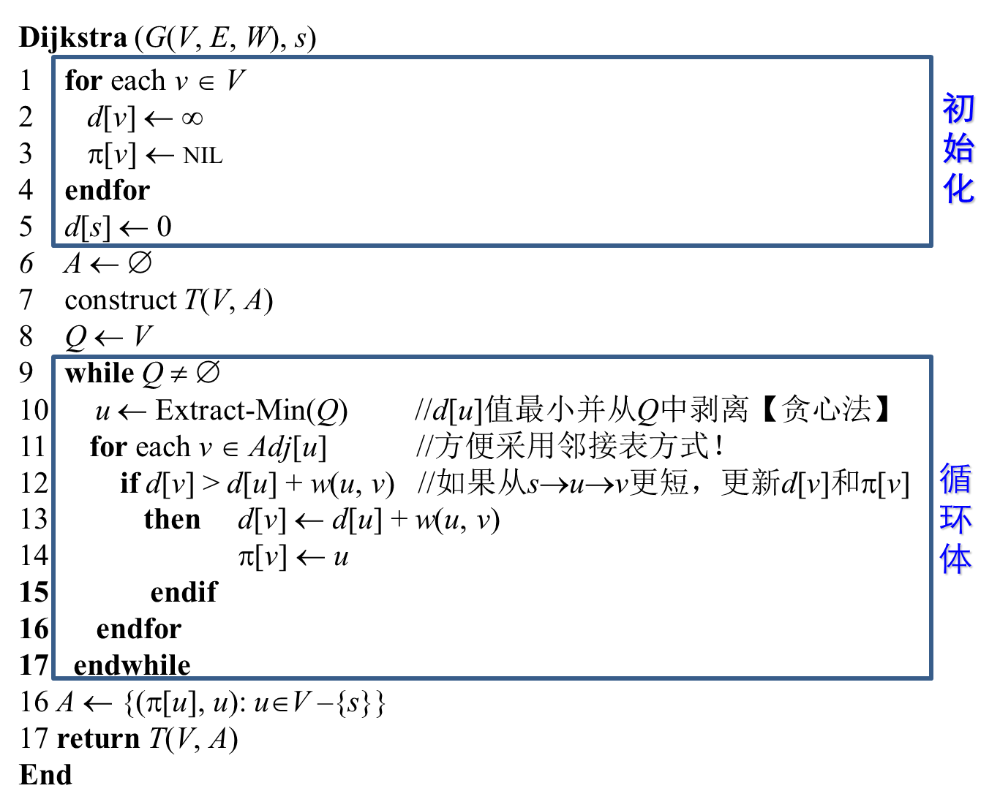 Dijkstra (G(V, E, W), s)
1 for each v ∈ V
2 d[v] ← ∞
3 π[v] ← NIL
4 endfor
5 d[s] ← 0
初始化
6 A ← ∅
7 construct T(V, A)
8 Q ← V
9 while Q ≠ ∅
10 u ← Extract-Min(Q) //d[u]值最小并从Q中剥离【贪心法】
11 for each v ∈ Adj[u] //方便采用邻接表方式！
12 if d[v] > d[u] + w(u, v) //如果从s→u→v更短，更新d[v]和π[v]
13 then d[v] ← d[u] + w(u, v)
14 π[v] ← u
15 endif
16 endfor
17 endwhile
循环体
16 A ← {(π[u], u): u∈V –{s}}
17 return T(V, A)
End